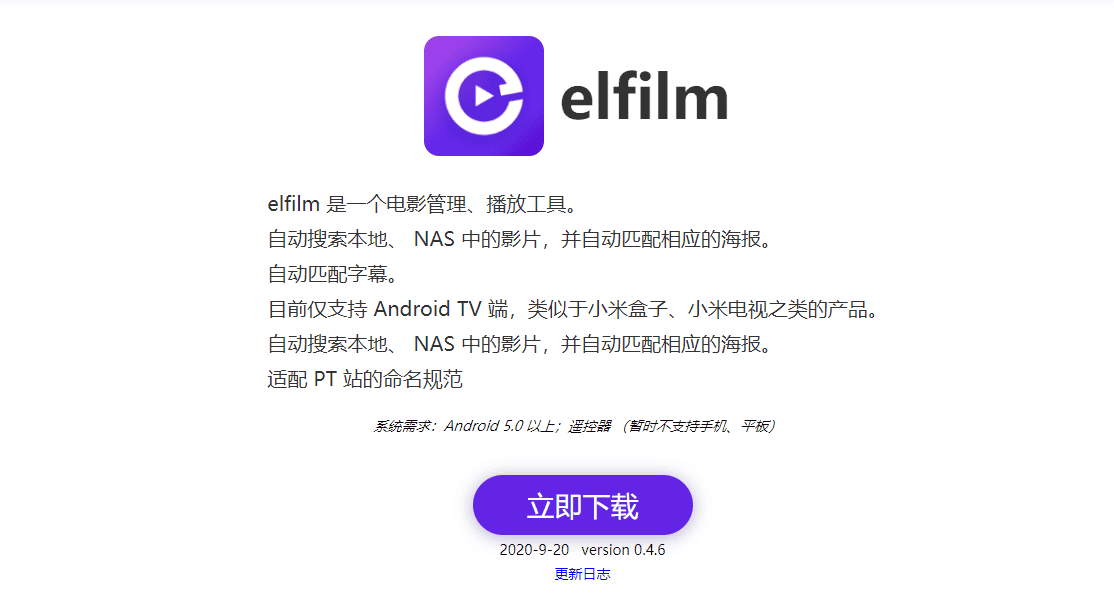 elfilm
elfilm 是一个电影管理、播放工具。
自动搜索本地、 NAS 中的影片，并自动匹配相应的海报。
自动匹配字幕。
目前仅支持 Android TV 端，类似于小米盒子、小米电视之类的产品。
自动搜索本地、 NAS 中的影片，并自动匹配相应的海报。
适配 PT 站的命名规范
系统需求：Android 5.0 以上；遥控器 （暂时不支持手机、平板）
立即下载
2020-9-20 version 0.4.6
更新日志